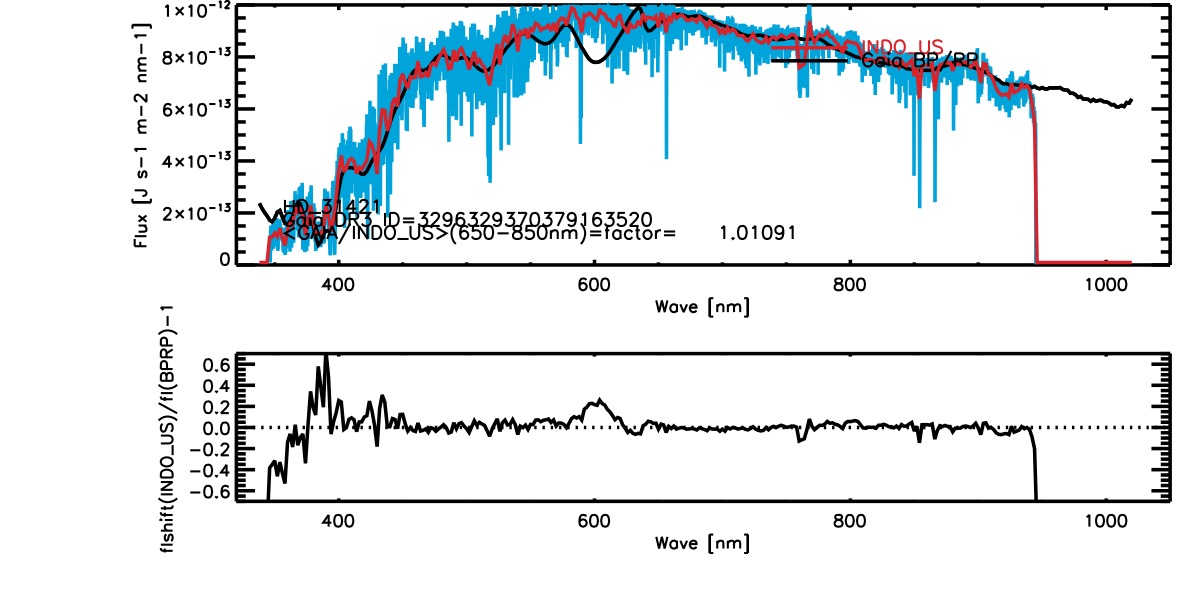 1×10−12
8×10−13
6×10−13
4×10−13
2×10−13
0
Flux [J s−1 m−2 nm−1]
INDO_US
Gaia BP/RP
HD_31421
Gaia DR3 ID=3296329370379163520
<GAIA/INDO_US>(650−850nm)=factor= 1.01091
400 600 800 1000
Wave [nm]
flshift(INDO_US)/fl(BPRP)−1
0.6
0.4
0.2
0.0
−0.2
−0.4
−0.6
400 600 800 1000
Wave [nm]